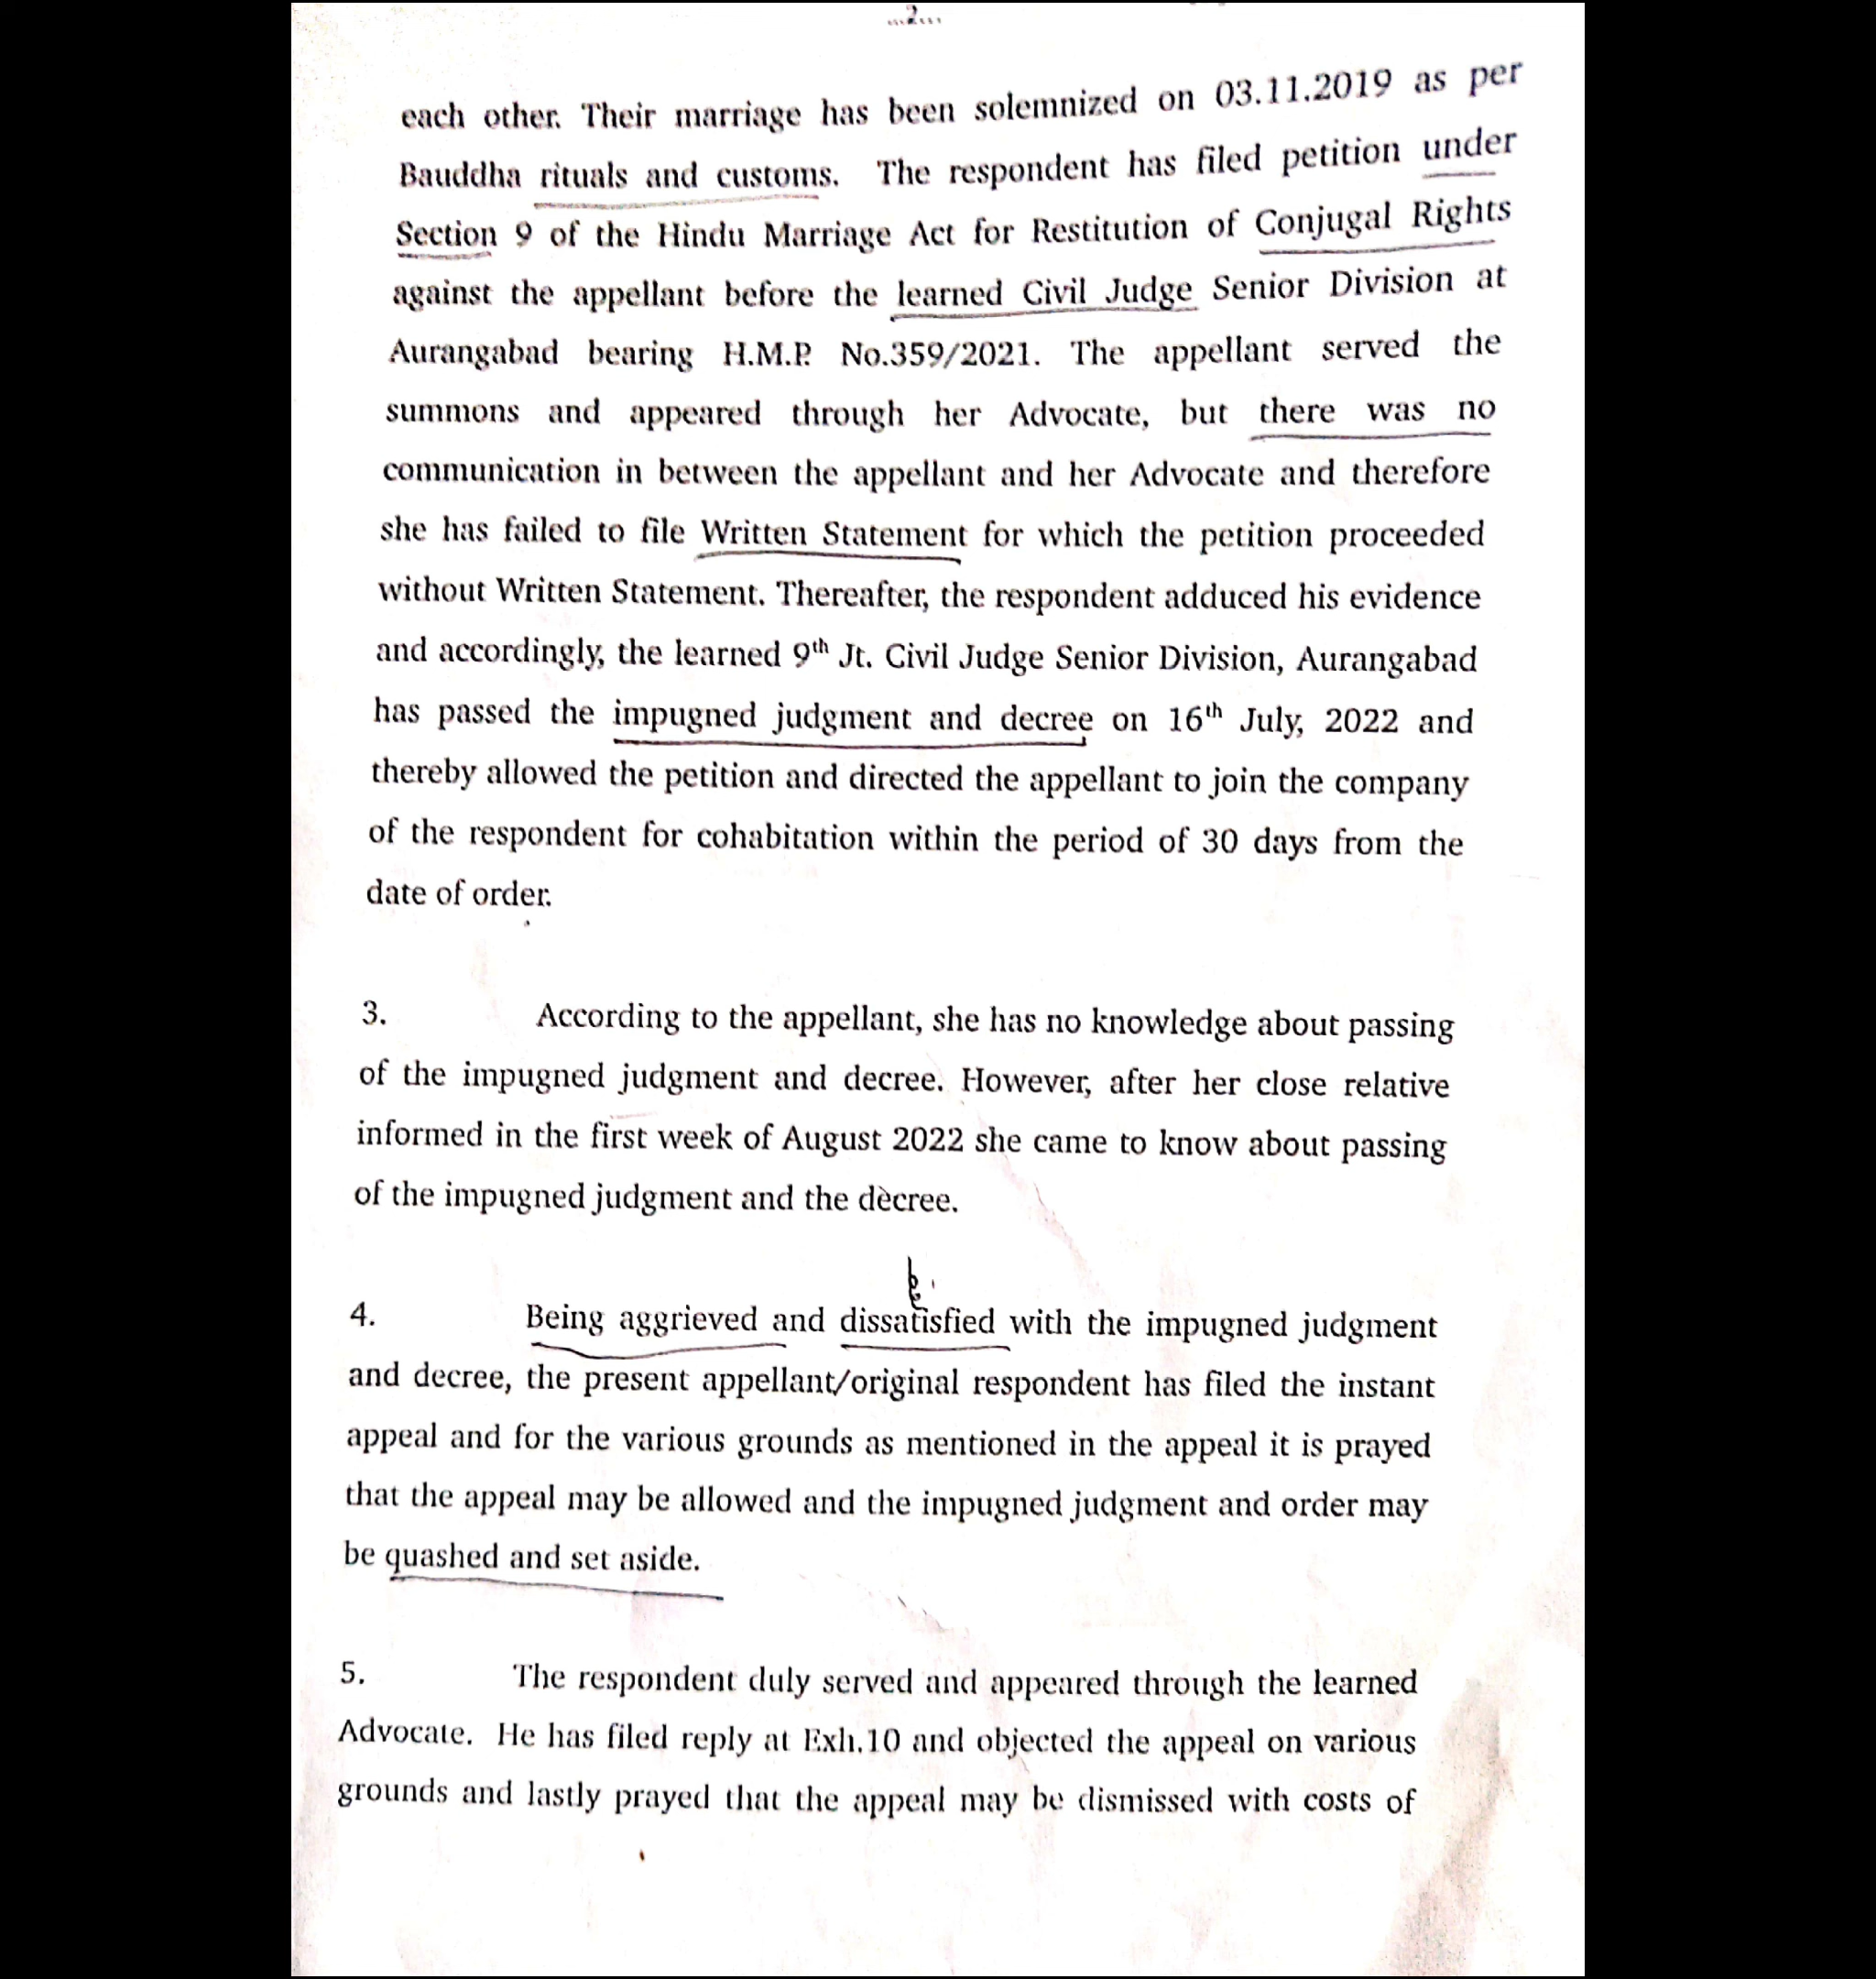 ...2...
each other. Their marriage has been solemnized on 03.11.2019 as per
Bauddha rituals and customs. The respondent has filed petition under
Section 9 of the Hindu Marriage Act for Restitution of Conjugal Rights
against the appellant before the learned Civil Judge Senior Division at
Aurangabad bearing H.M.P. No.359/2021. The appellant served the
summons and appeared through her Advocate, but there was no
communication in between the appellant and her Advocate and therefore
she has failed to file Written Statement for which the petition proceeded
without Written Statement. Thereafter, the respondent adduced his evidence
and accordingly, the learned 9th Jt. Civil Judge Senior Division, Aurangabad
has passed the impugned judgment and decree on 16th July, 2022 and
thereby allowed the petition and directed the appellant to join the company
of the respondent for cohabitation within the period of 30 days from the
date of order.
3. According to the appellant, she has no knowledge about passing
of the impugned judgment and decree. However, after her close relative
informed in the first week of August 2022 she came to know about passing
of the impugned judgment and the decree.
4. Being aggrieved and dissatisfied with the impugned judgment
and decree, the present appellant/original respondent has filed the instant
appeal and for the various grounds as mentioned in the appeal it is prayed
that the appeal may be allowed and the impugned judgment and order may
be quashed and set aside.
5. The respondent duly served and appeared through the learned
Advocate. He has filed reply at Exh.10 and objected the appeal on various
grounds and lastly prayed that the appeal may be dismissed with costs of